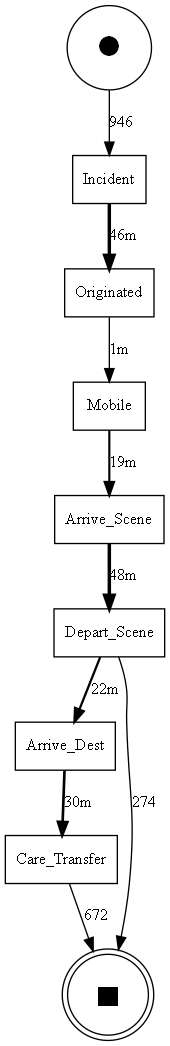 946
Incident
46m
Originated
1m
Mobile
19m
Arrive_Scene
48m
Depart_Scene
22m
Arrive_Dest
30m
274
Care_Transfer
672